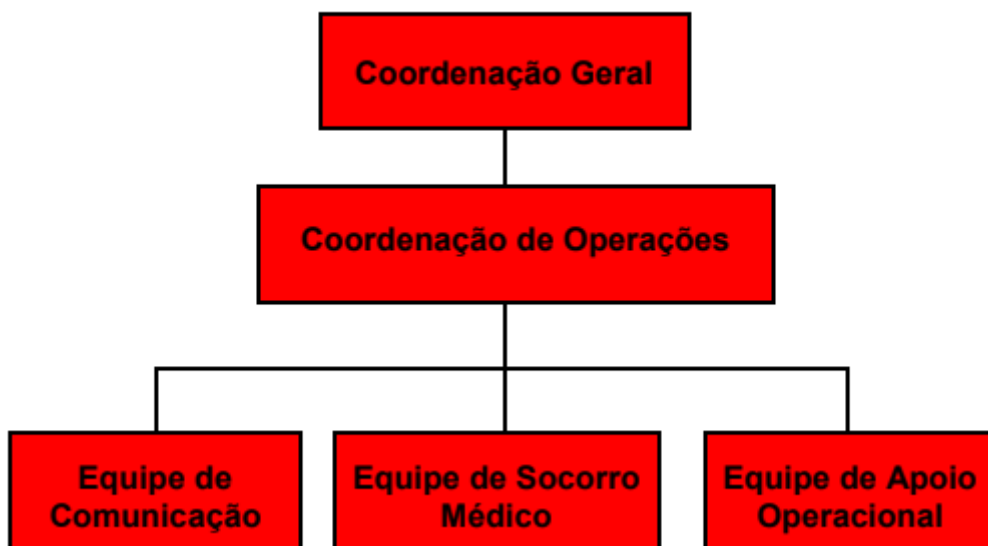 Coordenação Geral
Coordenação de Operações
Equipe de
Comunicação
Equipe de Socorro
Médico
Equipe de Apoio
Operacional